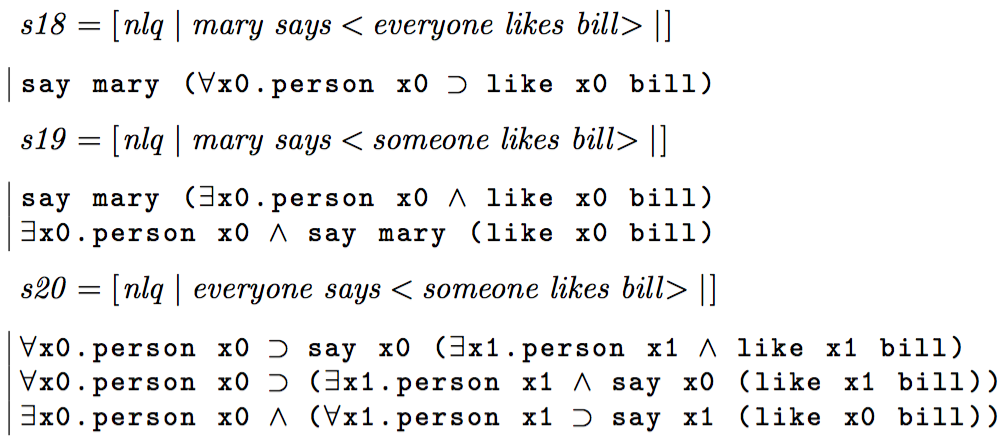 s18 = [nlq | mary says < everyone likes bill> |]
say mary (∀x0.person x0 ⊃ like x0 bill)
s19 = [nlq | mary says < someone likes bill> |]
say mary (∃x0.person x0 ∧ like x0 bill)
∃x0.person x0 ∧ say mary (like x0 bill)
s20 = [nlq | everyone says < someone likes bill> |]
∀x0.person x0 ⊃ say x0 (∃x1.person x1 ∧ like x1 bill)
∀x0.person x0 ⊃ (∃x1.person x1 ∧ say x0 (like x1 bill))
∃x0.person x0 ∧ (∀x1.person x1 ⊃ say x1 (like x0 bill))